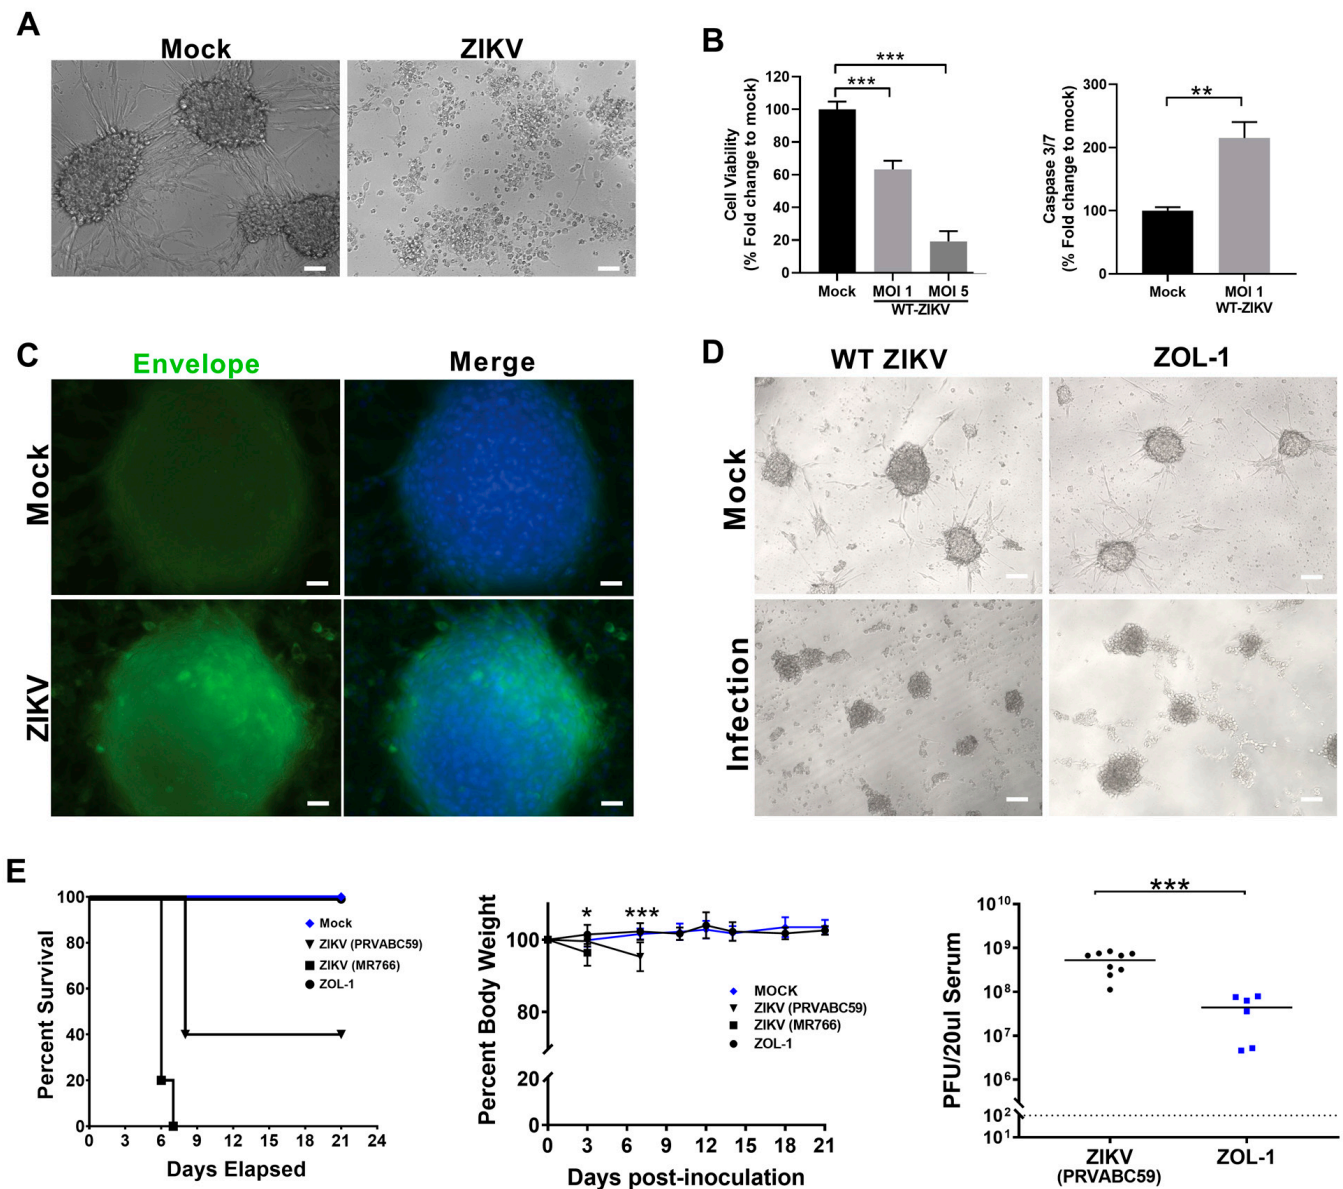 A
Mock
ZIKV
B
120
100
80
60
40
20
0
Cell Viability
(% Fold change to mock)
***
***
Mock
MOI 1
MOI 5
WT-ZIKV
300
200
100
0
Caspase 3/7
(% Fold change to mock)
**
Mock
MOI 1
WT-ZIKV
C
Envelope
Merge
Mock
ZIKV
D
WT ZIKV
ZOL-1
Mock
Infection
E
100
80
60
40
20
0
Percent Survival
0 3 6 9 12 15 18 21 24
Days Elapsed
Mock
ZIKV (PRVABC59)
ZIKV (MR766)
ZOL-1
100
80
20
0
Percent Body Weight
* ***
MOCK
ZIKV (PRVABC59)
ZIKV (MR766)
ZOL-1
0 3 6 9 12 15 18 21
Days post-inoculation
***
10¹⁰
10⁹
10⁸
10⁷
10⁶
10²
10¹
PFU/20ul Serum
ZIKV
(PRVABC59)
ZOL-1